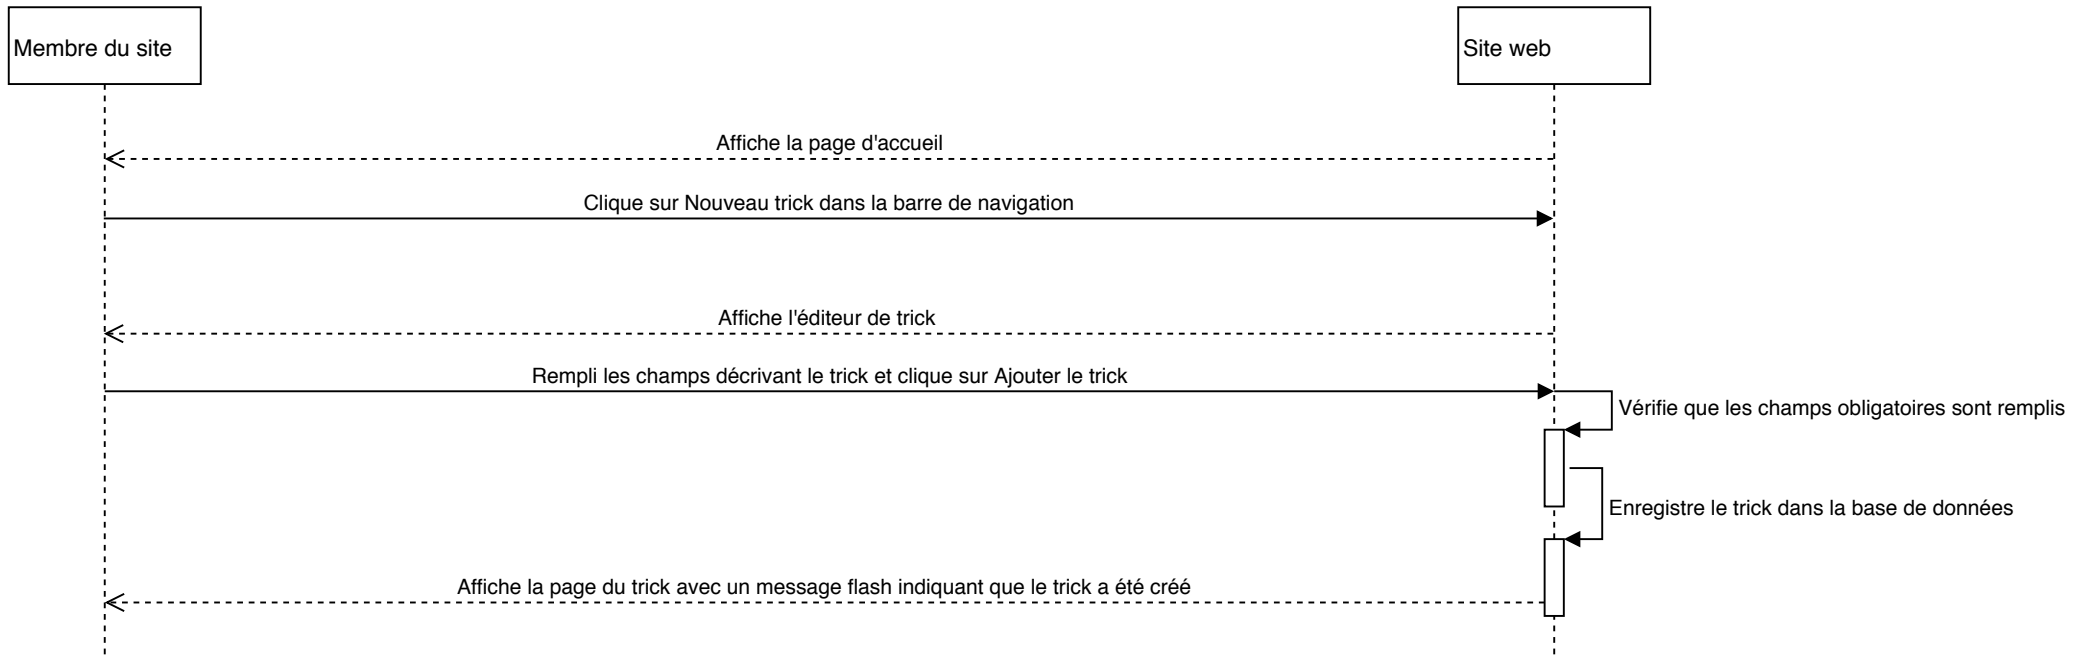 Membre du site
Site web
Affiche la page d'accueil
Clique sur Nouveau trick dans la barre de navigation
Affiche l'éditeur de trick
Rempli les champs décrivant le trick et clique sur Ajouter le trick
Vérifie que les champs obligatoires sont remplis
Enregistre le trick dans la base de données
Affiche la page du trick avec un message flash indiquant que le trick a été créé